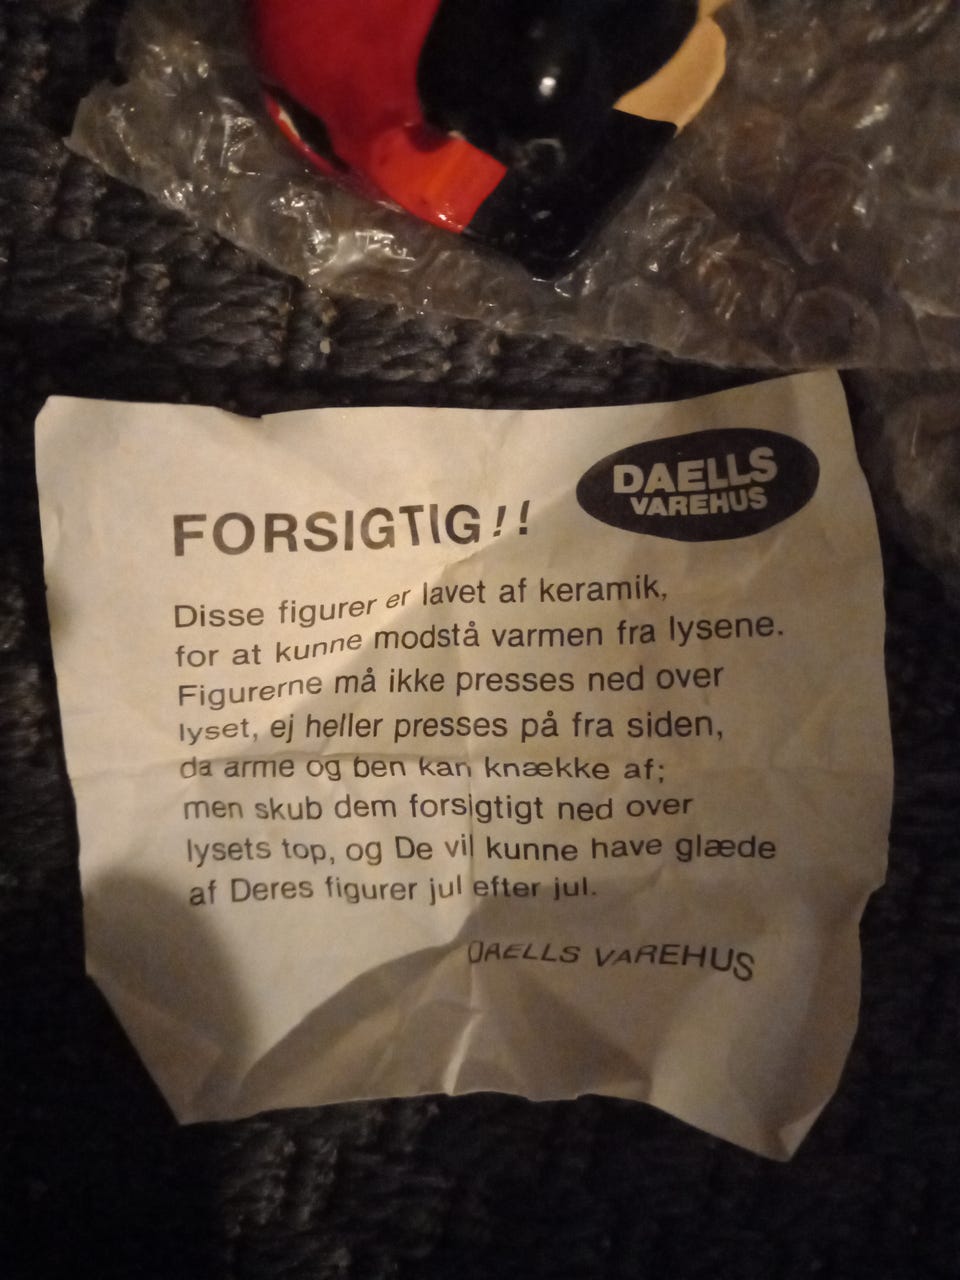 DAELLS
VAREHUS
FORSIGTIG!!
Disse figurer er lavet af keramik,
for at kunne modstå varmen fra lysene.
Figurerne må ikke presses ned over
lyset, ej heller presses på fra siden,
da arme og ben kan knække af;
men skub dem forsigtigt ned over
lysets top, og De vil kunne have glæde
af Deres figurer jul efter jul.
DAELLS VAREHUS